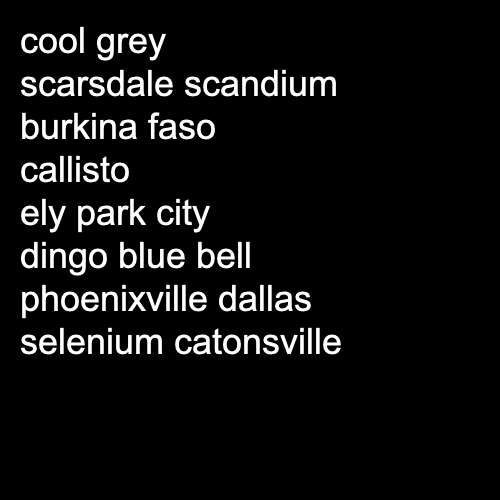 cool grey
scarsdale scandium
burkina faso
callisto
ely park city
dingo blue bell
phoenixville dallas
selenium catonsville